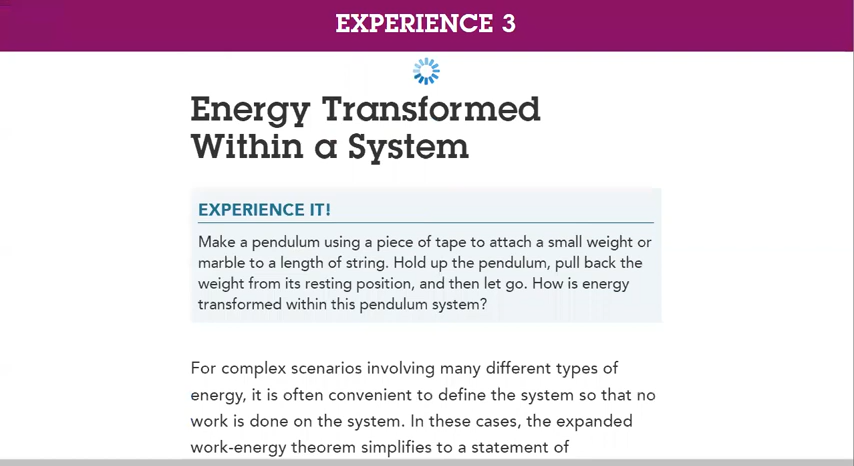 EXPERIENCE 3
Energy Transformed
Within a System
EXPERIENCE IT!
Make a pendulum using a piece of tape to attach a small weight or
marble to a length of string. Hold up the pendulum, pull back the
weight from its resting position, and then let go. How is energy
transformed within this pendulum system?
For complex scenarios involving many different types of
energy, it is often convenient to define the system so that no
work is done on the system. In these cases, the expanded
work-energy theorem simplifies to a statement of